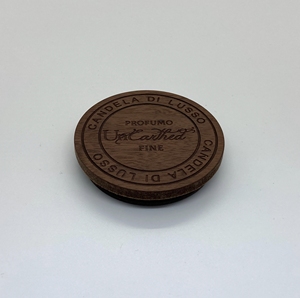 CANDELA DI LUSSO
PROFUMO
UnEarthed
FINE
CANDELA DI LUSSO